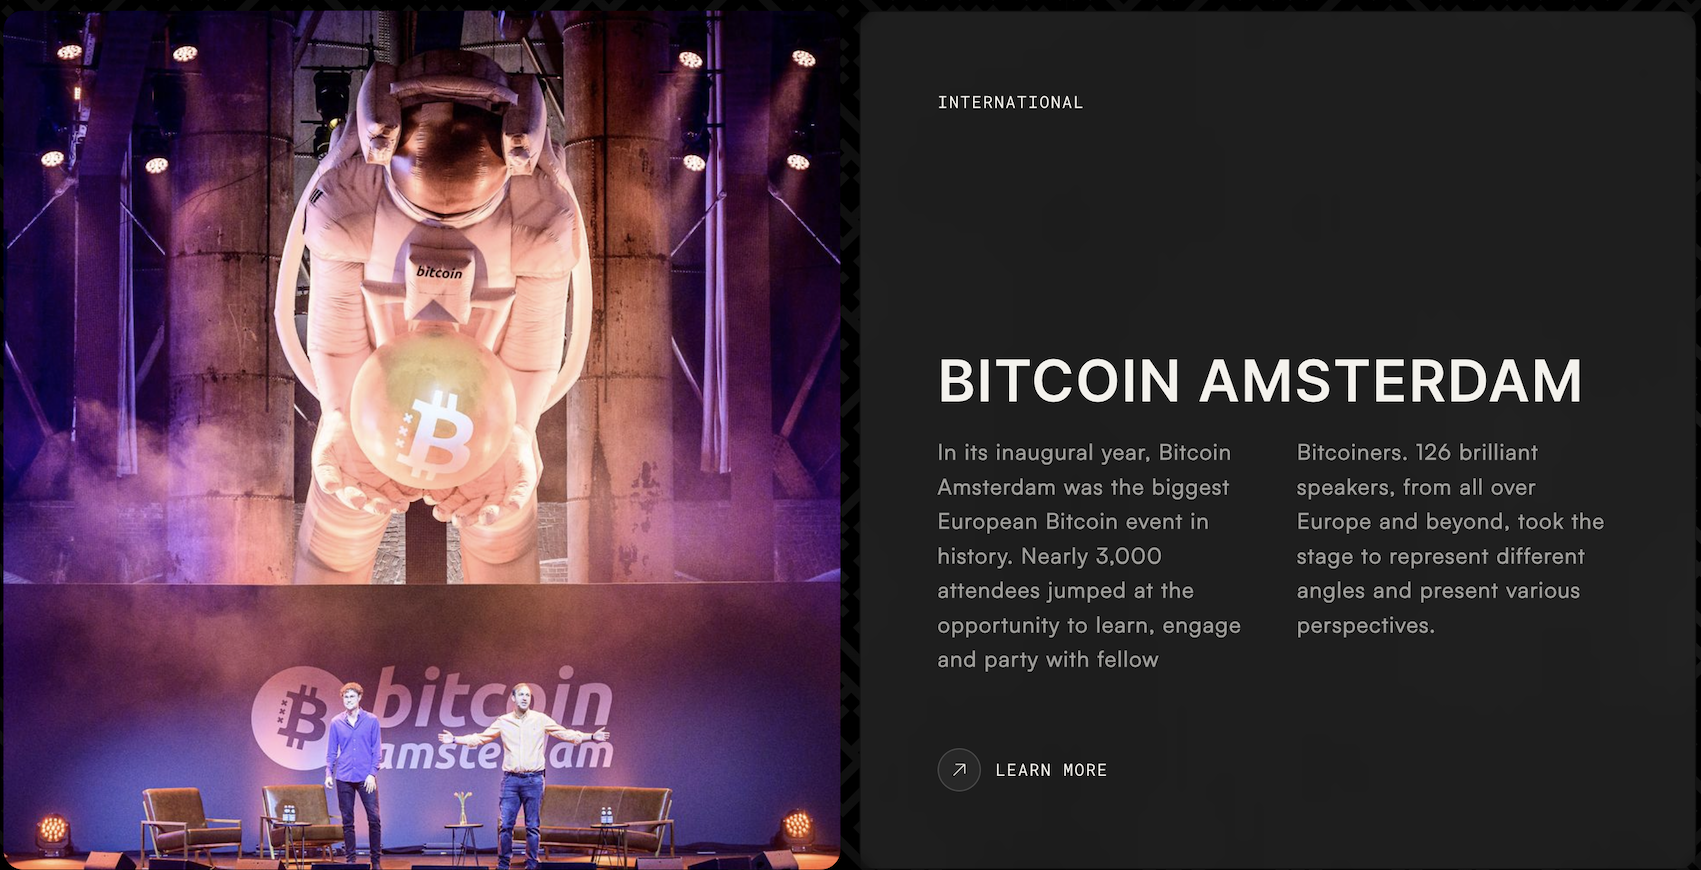 bitcoin
bitcoin
amsterdam
INTERNATIONAL
BITCOIN AMSTERDAM
In its inaugural year, Bitcoin
Amsterdam was the biggest
European Bitcoin event in
history. Nearly 3,000
attendees jumped at the
opportunity to learn, engage
and party with fellow
Bitcoiners. 126 brilliant
speakers, from all over
Europe and beyond, took the
stage to represent different
angles and present various
perspectives.
LEARN MORE